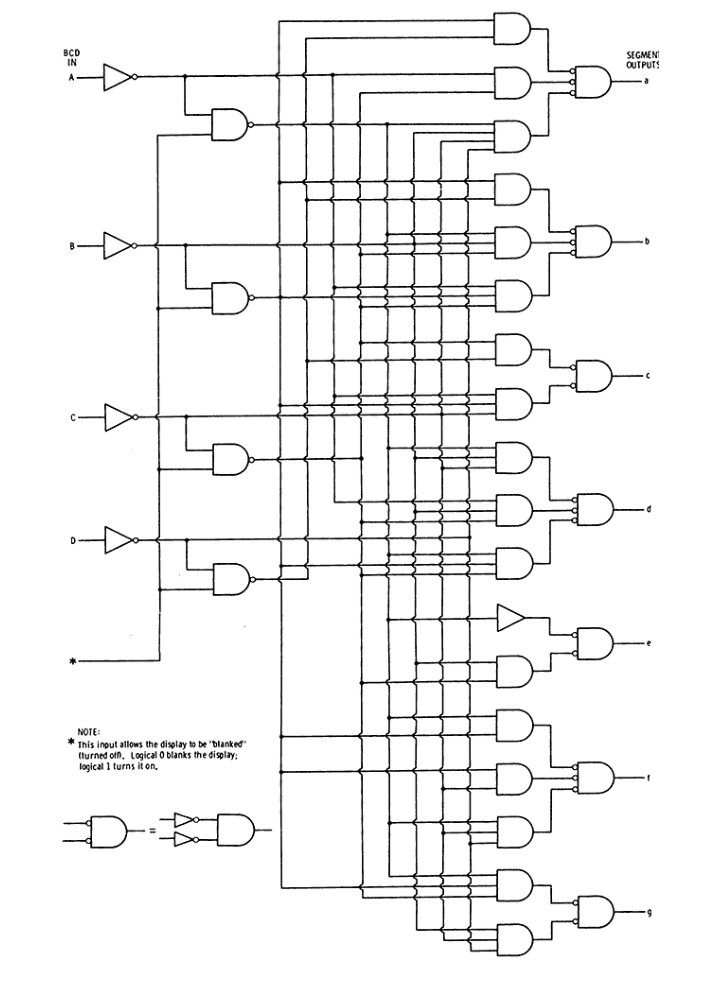 BCD
IN
SEGMENT
OUTPUTS
A
a
b
B
c
C
d
D
e
*
NOTE:
* This input allows the display to be "blanked"
(turned off). Logical 0 blanks the display;
logical 1 turns it on.
f
=
g